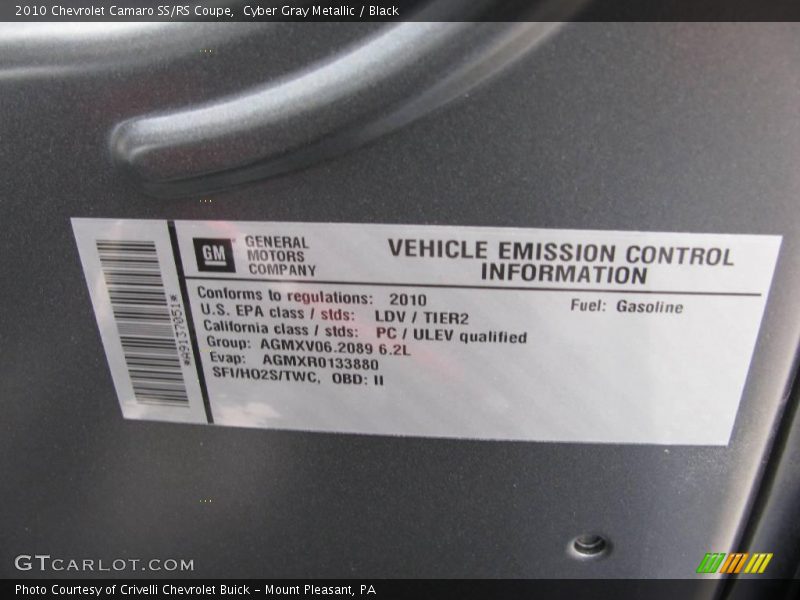 2010 Chevrolet Camaro SS/RS Coupe, Cyber Gray Metallic / Black
GM
GENERAL
MOTORS
COMPANY
VEHICLE EMISSION CONTROL
INFORMATION
Conforms to regulations: 2010
Fuel: Gasoline
U.S. EPA class / stds: LDV / TIER2
California class / stds: PC / ULEV qualified
Group: AGMXV06.2089 6.2L
Evap: AGMXR0133880
SFI/HO2S/TWC, OBD: II
*A9137051*
GTCARLOT.COM
Photo Courtesy of Crivelli Chevrolet Buick - Mount Pleasant, PA